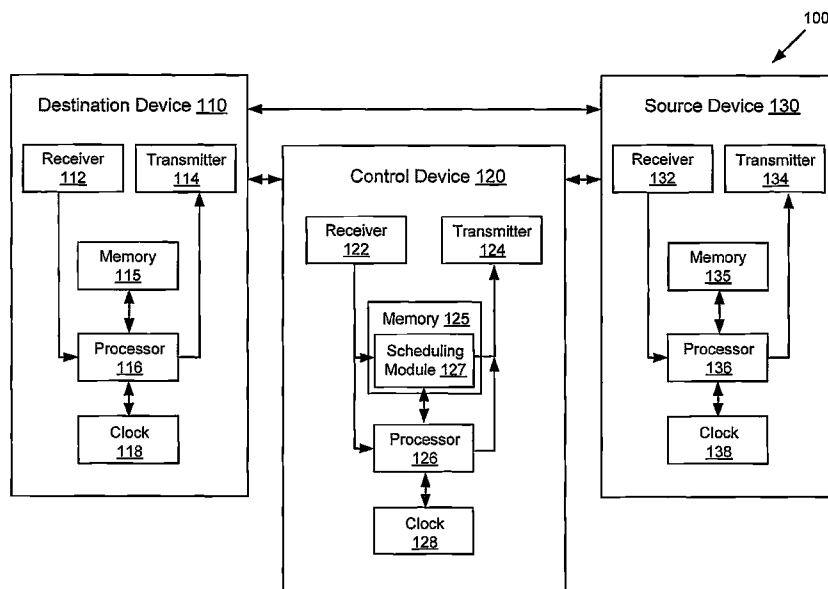 100
Destination Device 110
Receiver
112
Transmitter
114
Memory
115
Processor
116
Clock
118
Control Device 120
Receiver
122
Transmitter
124
Memory 125
Scheduling
Module 127
Processor
126
Clock
128
Source Device 130
Receiver
132
Transmitter
134
Memory
135
Processor
136
Clock
138